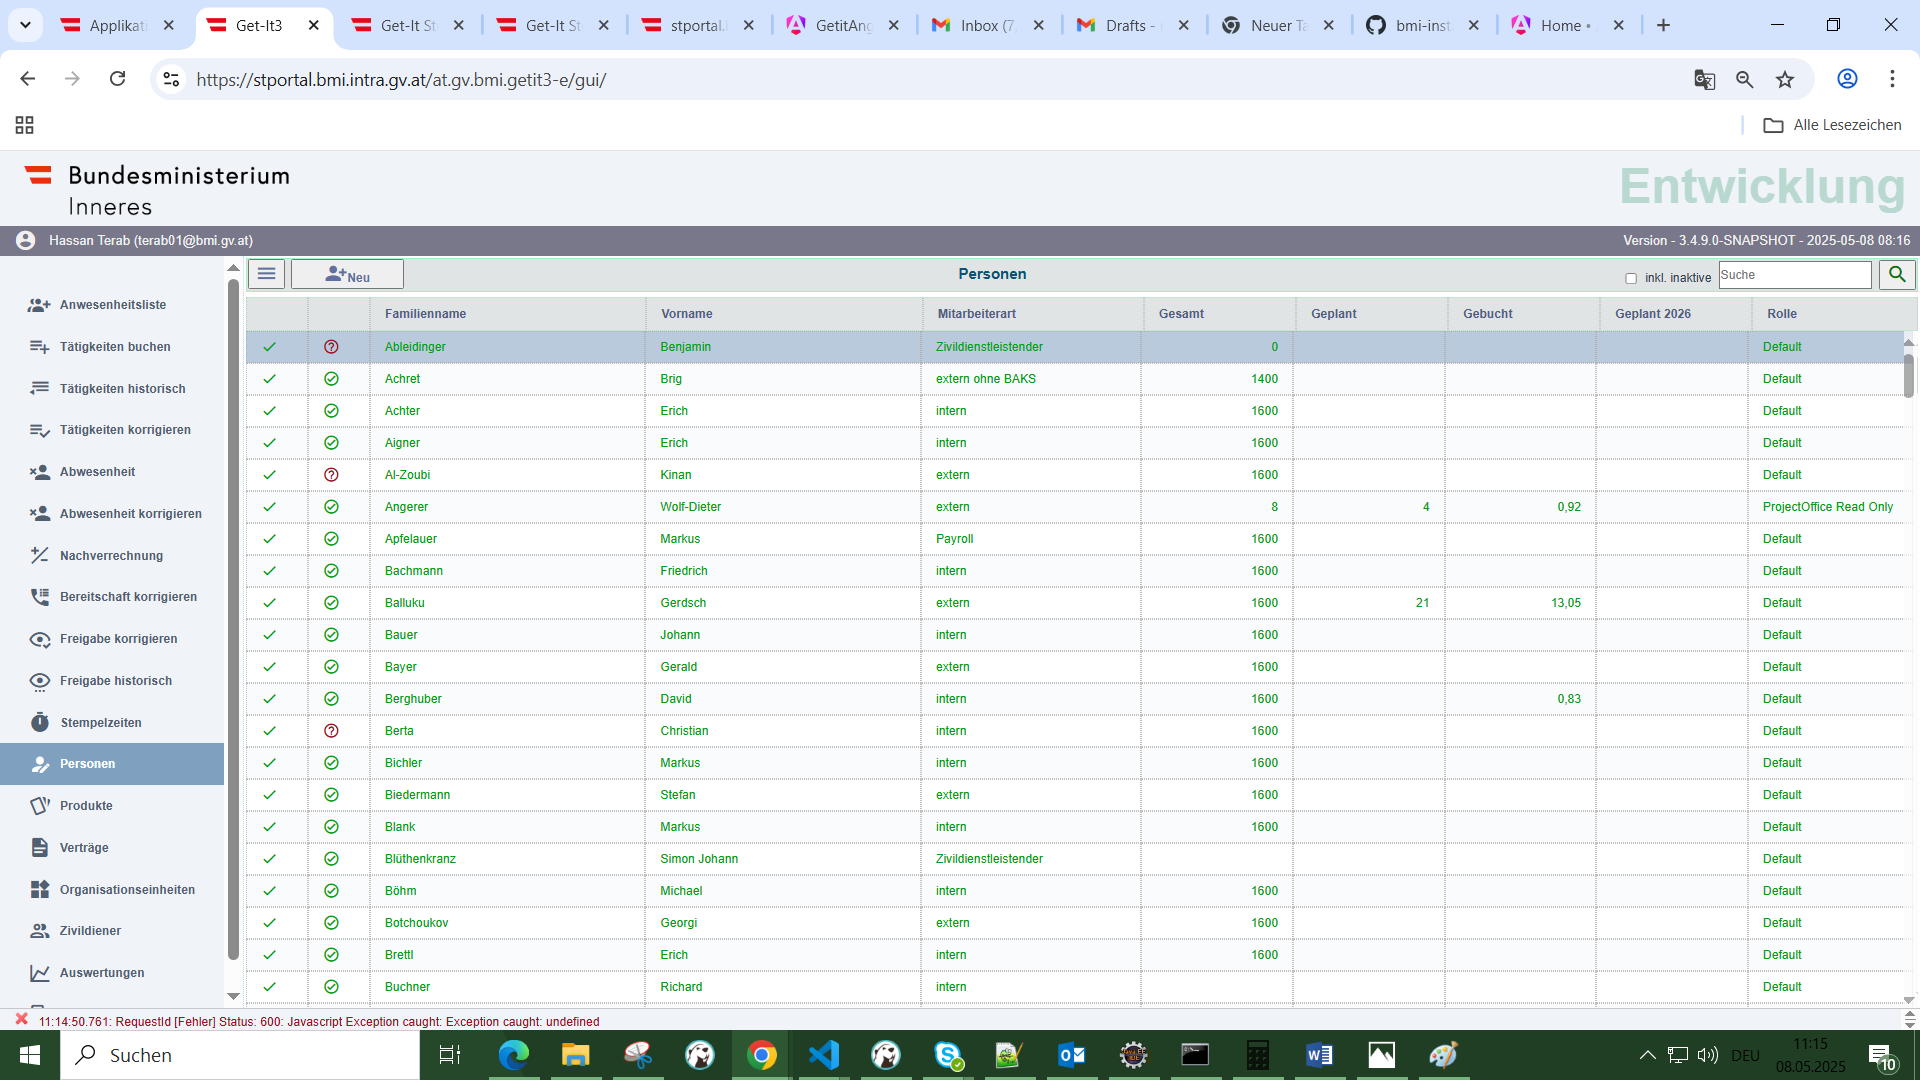 Applikati
Get-It3
Get-It St
Get-It St
stportal.
GetitAng
Inbox (7
Drafts -
Neuer Ta
bmi-inst
Home •
https://stportal.bmi.intra.gv.at/at.gv.bmi.getit3-e/gui/
Alle Lesezeichen
Bundesministerium
Inneres
Entwicklung
Hassan Terab (terab01@bmi.gv.at)
Version - 3.4.9.0-SNAPSHOT - 2025-05-08 08:16
Anwesenheitsliste
Tätigkeiten buchen
Tätigkeiten historisch
Tätigkeiten korrigieren
Abwesenheit
Abwesenheit korrigieren
Nachverrechnung
Bereitschaft korrigieren
Freigabe korrigieren
Freigabe historisch
Stempelzeiten
Personen
Produkte
Verträge
Organisationseinheiten
Zivildiener
Auswertungen
Neu
Personen
inkl. inaktive
Suche
Familienname Vorname Mitarbeiterart Gesamt Geplant Gebucht Geplant 2026 Rolle
Ableidinger Benjamin Zivildienstleistender 0 Default
Achret Brig extern ohne BAKS 1400 Default
Achter Erich intern 1600 Default
Aigner Erich intern 1600 Default
Al-Zoubi Kinan extern 1600 Default
Angerer Wolf-Dieter extern 8 4 0,92 ProjectOffice Read Only
Apfelauer Markus Payroll 1600 Default
Bachmann Friedrich intern 1600 Default
Balluku Gerdsch extern 1600 21 13,05 Default
Bauer Johann intern 1600 Default
Bayer Gerald extern 1600 Default
Berghuber David intern 1600 0,83 Default
Berta Christian intern 1600 Default
Bichler Markus intern 1600 Default
Biedermann Stefan extern 1600 Default
Blank Markus intern 1600 Default
Blüthenkranz Simon Johann Zivildienstleistender Default
Böhm Michael intern 1600 Default
Botchoukov Georgi extern 1600 Default
Brettl Erich intern 1600 Default
Buchner Richard intern Default
11:14:50.761: RequestId [Fehler] Status: 600: Javascript Exception caught: Exception caught: undefined
Suchen
DEU
11:15
08.05.2025
10